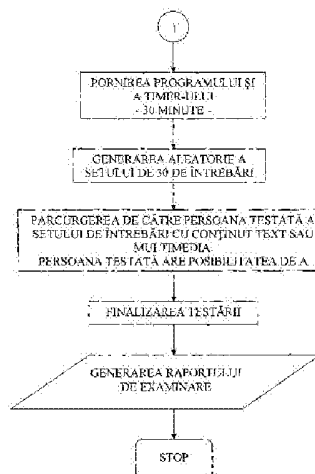 Y
PORNIREA PROGRAMULUI ȘI
A TIMER-ULUI
- 30 MINUTE -
GENERAREA ALEATORIE A
SETULUI DE 30 DE ÎNTREBĂRI
PARCURGEREA DE CĂTRE PERSOANA TESTATĂ A
SETULUI DE ÎNTREBĂRI CU CONȚINUT TEXT SAU
MULTIMEDIA
PERSOANA TESTATĂ ARE POSIBILITATEA DE A
FINALIZAREA TESTĂRII
GENERAREA RAPORTULUI
DE EXAMINARE
STOP